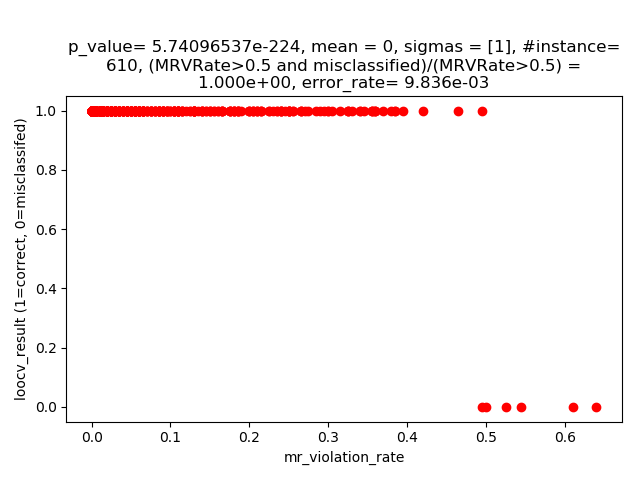 p_value= 5.74096537e-224, mean = 0, sigmas = [1], #instance=
610, (MRVRate>0.5 and misclassified)/(MRVRate>0.5) =
1.000e+00, error_rate= 9.836e-03
loocv_result (1=correct, 0=misclassifed)
1.0
0.8
0.6
0.4
0.2
0.0
0.0 0.1 0.2 0.3 0.4 0.5 0.6
mr_violation_rate